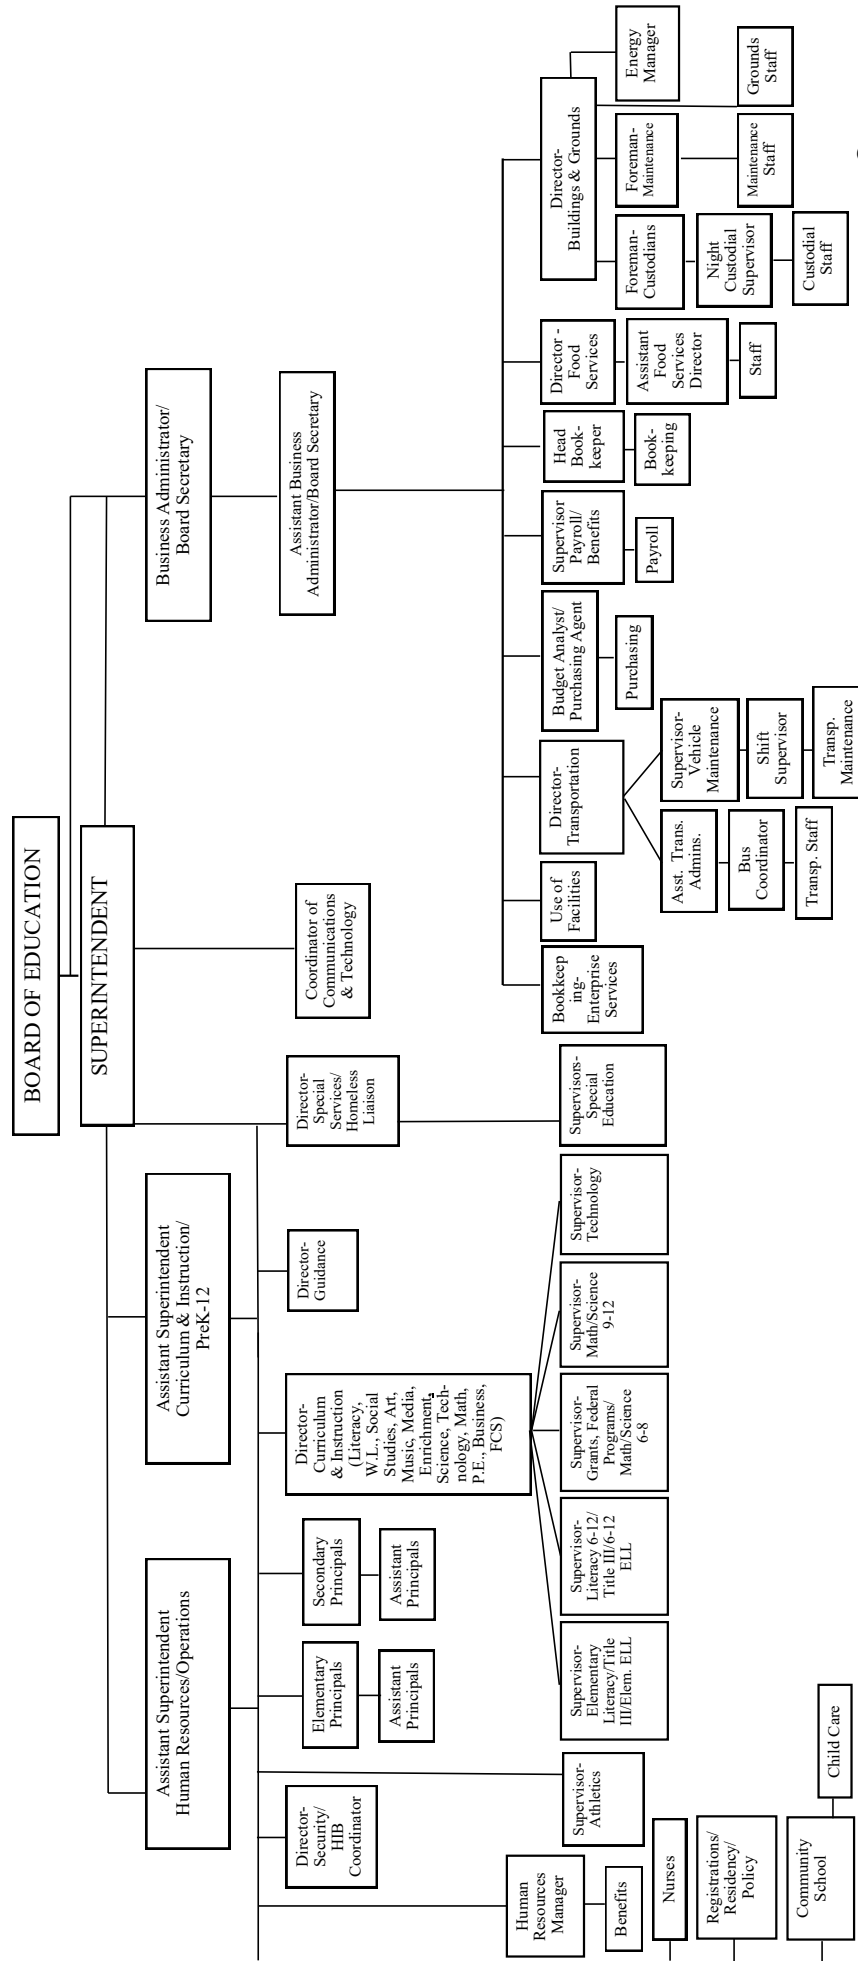 BOARD OF EDUCATION
SUPERINTENDENT
Assistant Superintendent
Human Resources/Operations
Assistant Superintendent
Curriculum & Instruction/
PreK-12
Business Administrator/
Board Secretary
Director-
Security/
HIB
Coordinator
Elementary
Principals
Assistant
Principals
Secondary
Principals
Assistant
Principals
Director-
Curriculum
& Instruction
(Literacy,
W.L., Social
Studies, Art,
Music, Media,
Enrichment,
Science, Tech-
nology, Math,
P.E., Business,
FCS)
Director-
Guidance
Director-
Special
Services/
Homeless
Liaison
Coordinator of
Communications
& Technology
Assistant Business
Administrator/Board Secretary
Human
Resources
Manager
Benefits
Supervisor-
Athletics
Supervisor-
Elementary
Literacy/Title
III/Elem. ELL
Supervisor-
Literacy 6-12/
Title III/6-12
ELL
Supervisor-
Grants, Federal
Programs/
Math/Science
6-8
Supervisor-
Math/Science
9-12
Supervisor-
Technology
Supervisors-
Special
Education
Nurses
Registrations/
Residency/
Policy
Community
School
Child Care
Bookkeep
ing-
Enterprise
Services
Use of
Facilities
Director-
Transportation
Asst. Trans.
Admins.
Bus
Coordinator
Transp. Staff
Supervisor-
Vehicle
Maintenance
Shift
Supervisor
Transp.
Maintenance
Budget Analyst/
Purchasing Agent
Purchasing
Supervisor
Payroll/
Benefits
Payroll
Head
Book-
keeper
Book-
keeping
Director -
Food
Services
Assistant
Food
Services
Director
Staff
Director-
Buildings & Grounds
Foreman-
Custodians
Night
Custodial
Supervisor
Custodial
Staff
Foreman-
Maintenance
Maintenance
Staff
Energy
Manager
Grounds
Staff